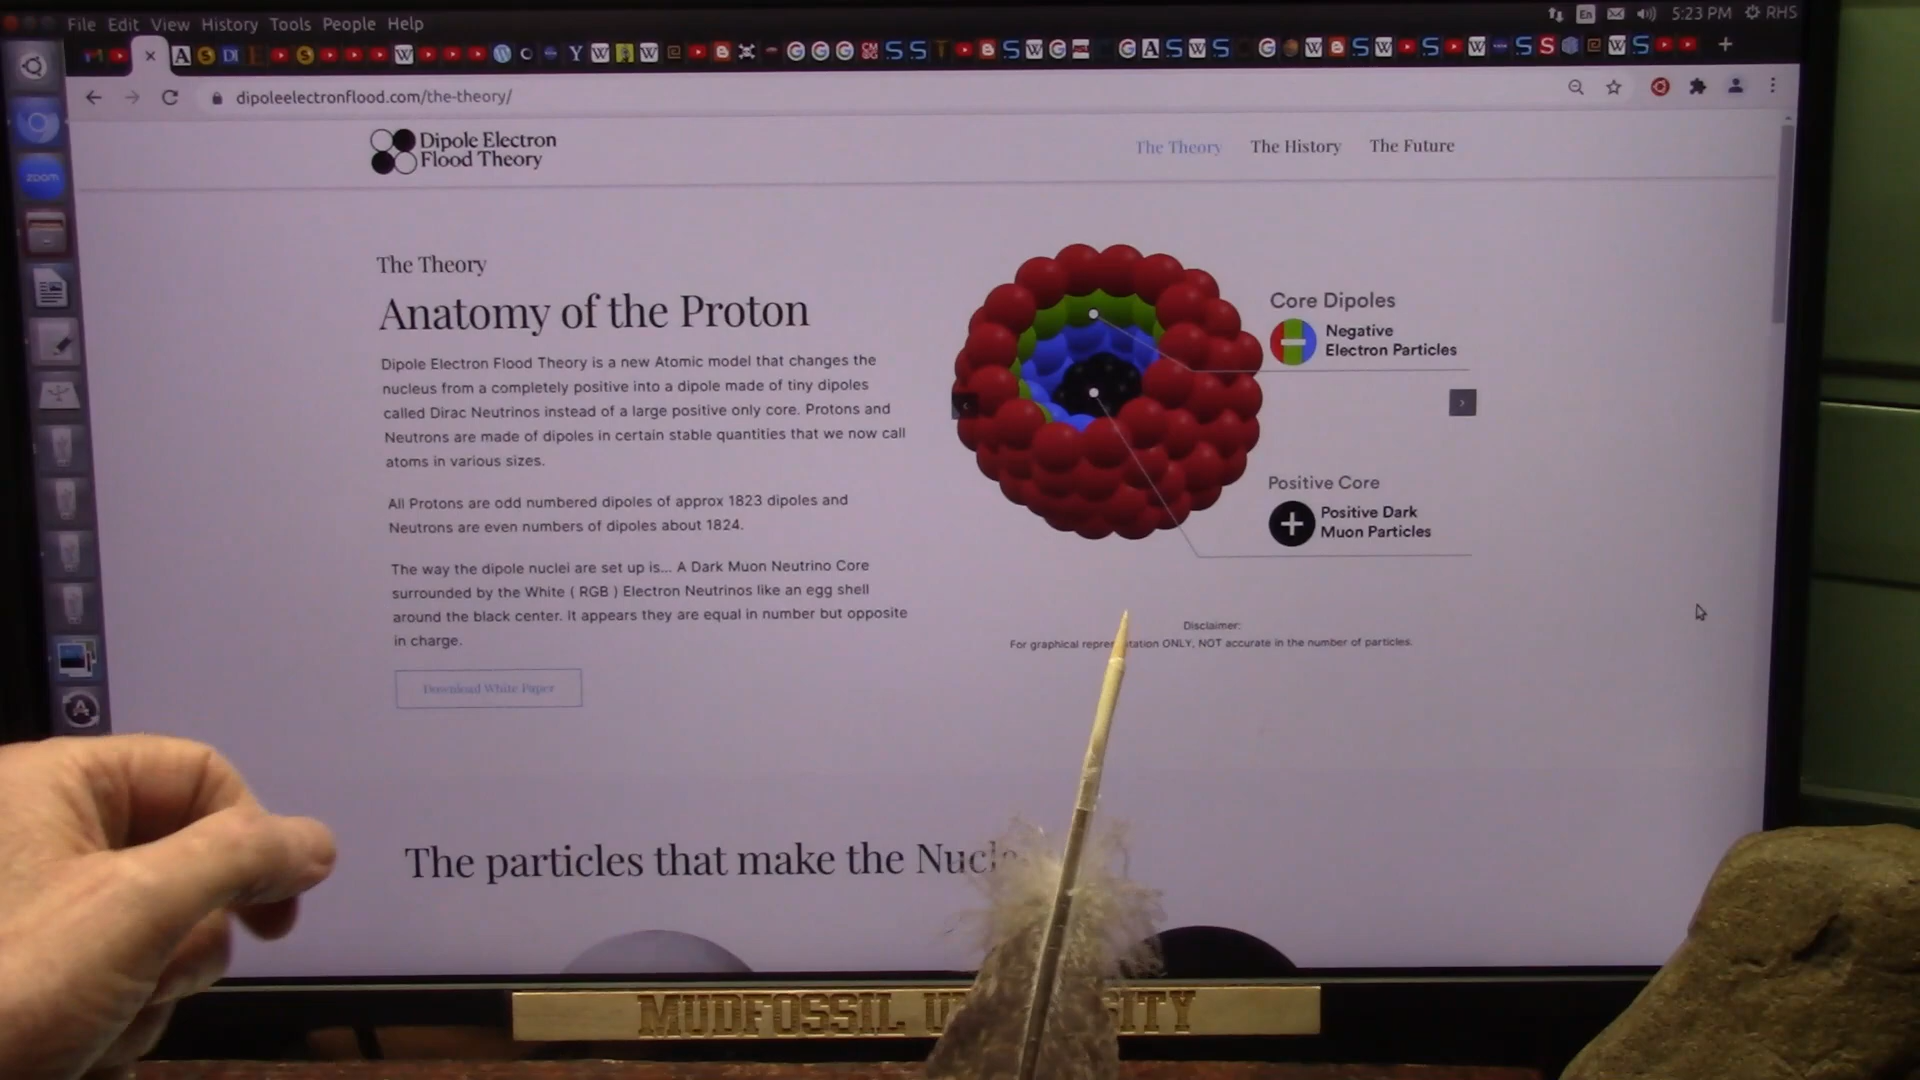 File Edit View History Tools People Help
En 5:23 PM RHS
dipoleelectronflood.com/the-theory/
zoom
Dipole Electron
Flood Theory
The Theory The History The Future
The Theory
Anatomy of the Proton
Dipole Electron Flood Theory is a new Atomic model that changes the
nucleus from a completely positive into a dipole made of tiny dipoles
called Dirac Neutrinos instead of a large positive only core. Protons and
Neutrons are made of dipoles in certain stable quantities that we now call
atoms in various sizes.
All Protons are odd numbered dipoles of approx 1823 dipoles and
Neutrons are even numbers of dipoles about 1824.
The way the dipole nuclei are set up is... A Dark Muon Neutrino Core
surrounded by the White ( RGB ) Electron Neutrinos like an egg shell
around the black center. It appears they are equal in number but opposite
in charge.
Download White Paper
Core Dipoles
Negative
Electron Particles
Positive Core
Positive Dark
Muon Particles
Disclaimer:
For graphical representation ONLY, NOT accurate in the number of particles.
The particles that make the Nucl
MUDFOSSIL U SITY